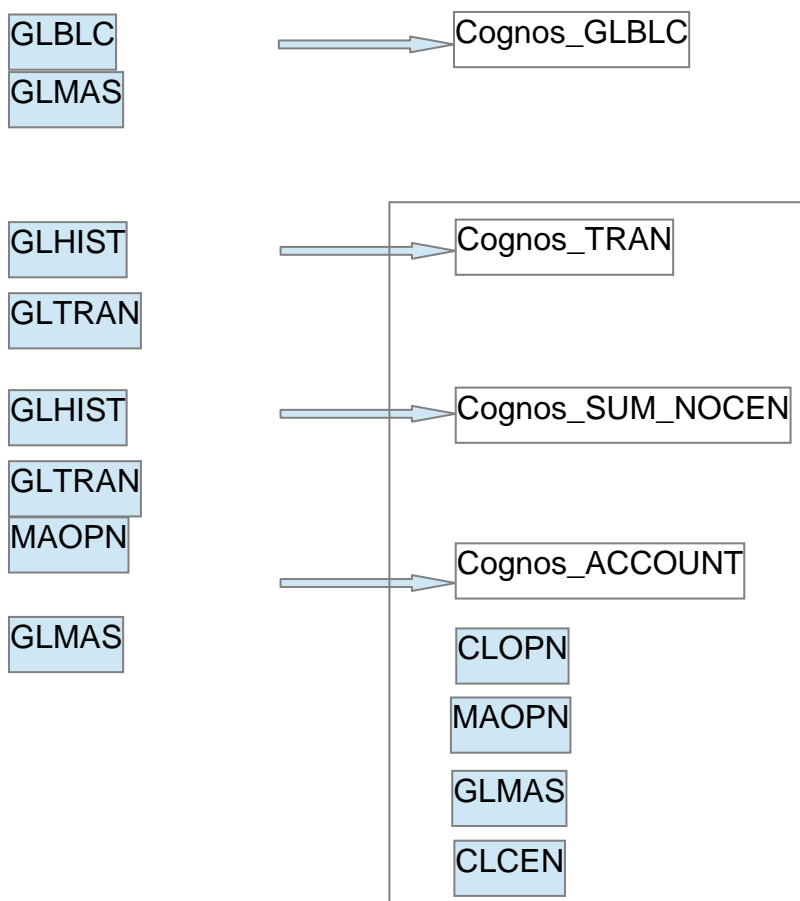 GLBLC
Cognos_GLBLC
GLMAS
GLHIST
Cognos_TRAN
GLTRAN
GLHIST
Cognos_SUM_NOCEN
GLTRAN
MAOPN
Cognos_ACCOUNT
GLMAS
CLOPN
MAOPN
GLMAS
CLCEN